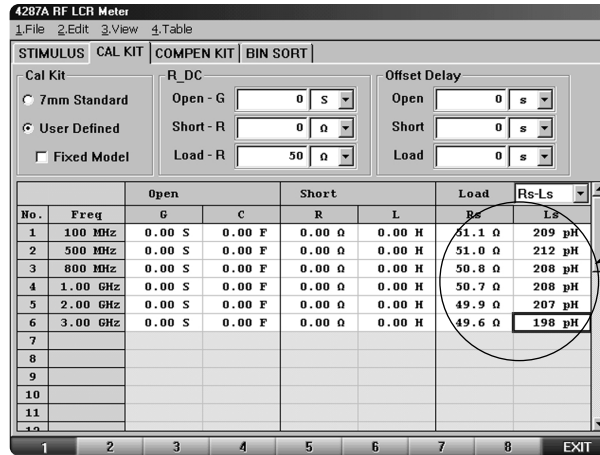 4287A RF LCR Meter
1.File 2.Edit 3.View 4.Table
STIMULUS CAL KIT COMPEN KIT BIN SORT
Cal Kit R_DC Offset Delay
7mm Standard Open - G 0 S Open 0 s
User Defined Short - R 0 Ω Short 0 s
Fixed Model Load - R 50 Ω Load 0 s
Open Short Load Rs-Ls
No. Freq G C R L Rs Ls
1 100 MHz 0.00 S 0.00 F 0.00 Ω 0.00 H 51.1 Ω 209 pH
2 500 MHz 0.00 S 0.00 F 0.00 Ω 0.00 H 51.0 Ω 212 pH
3 800 MHz 0.00 S 0.00 F 0.00 Ω 0.00 H 50.8 Ω 208 pH
4 1.00 GHz 0.00 S 0.00 F 0.00 Ω 0.00 H 50.7 Ω 208 pH
5 2.00 GHz 0.00 S 0.00 F 0.00 Ω 0.00 H 49.9 Ω 207 pH
6 3.00 GHz 0.00 S 0.00 F 0.00 Ω 0.00 H 49.6 Ω 198 pH
7
8
9
10
11
1 2 3 4 5 6 7 8 EXIT